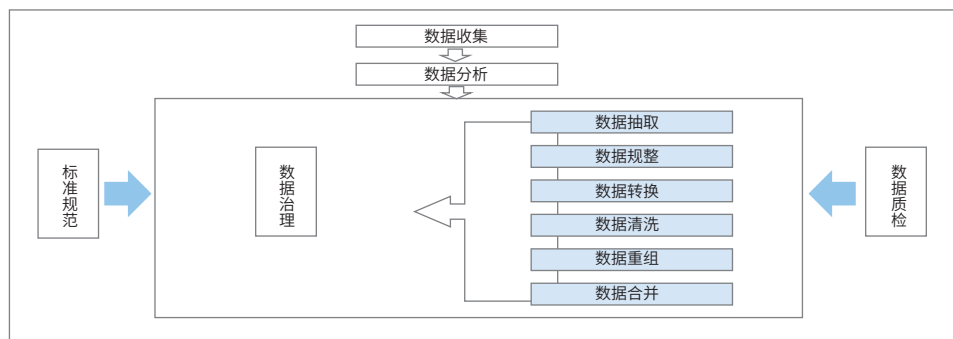 数据收集
数据分析
标准规范
数据治理
数据抽取
数据规整
数据转换
数据清洗
数据重组
数据合并
数据质检